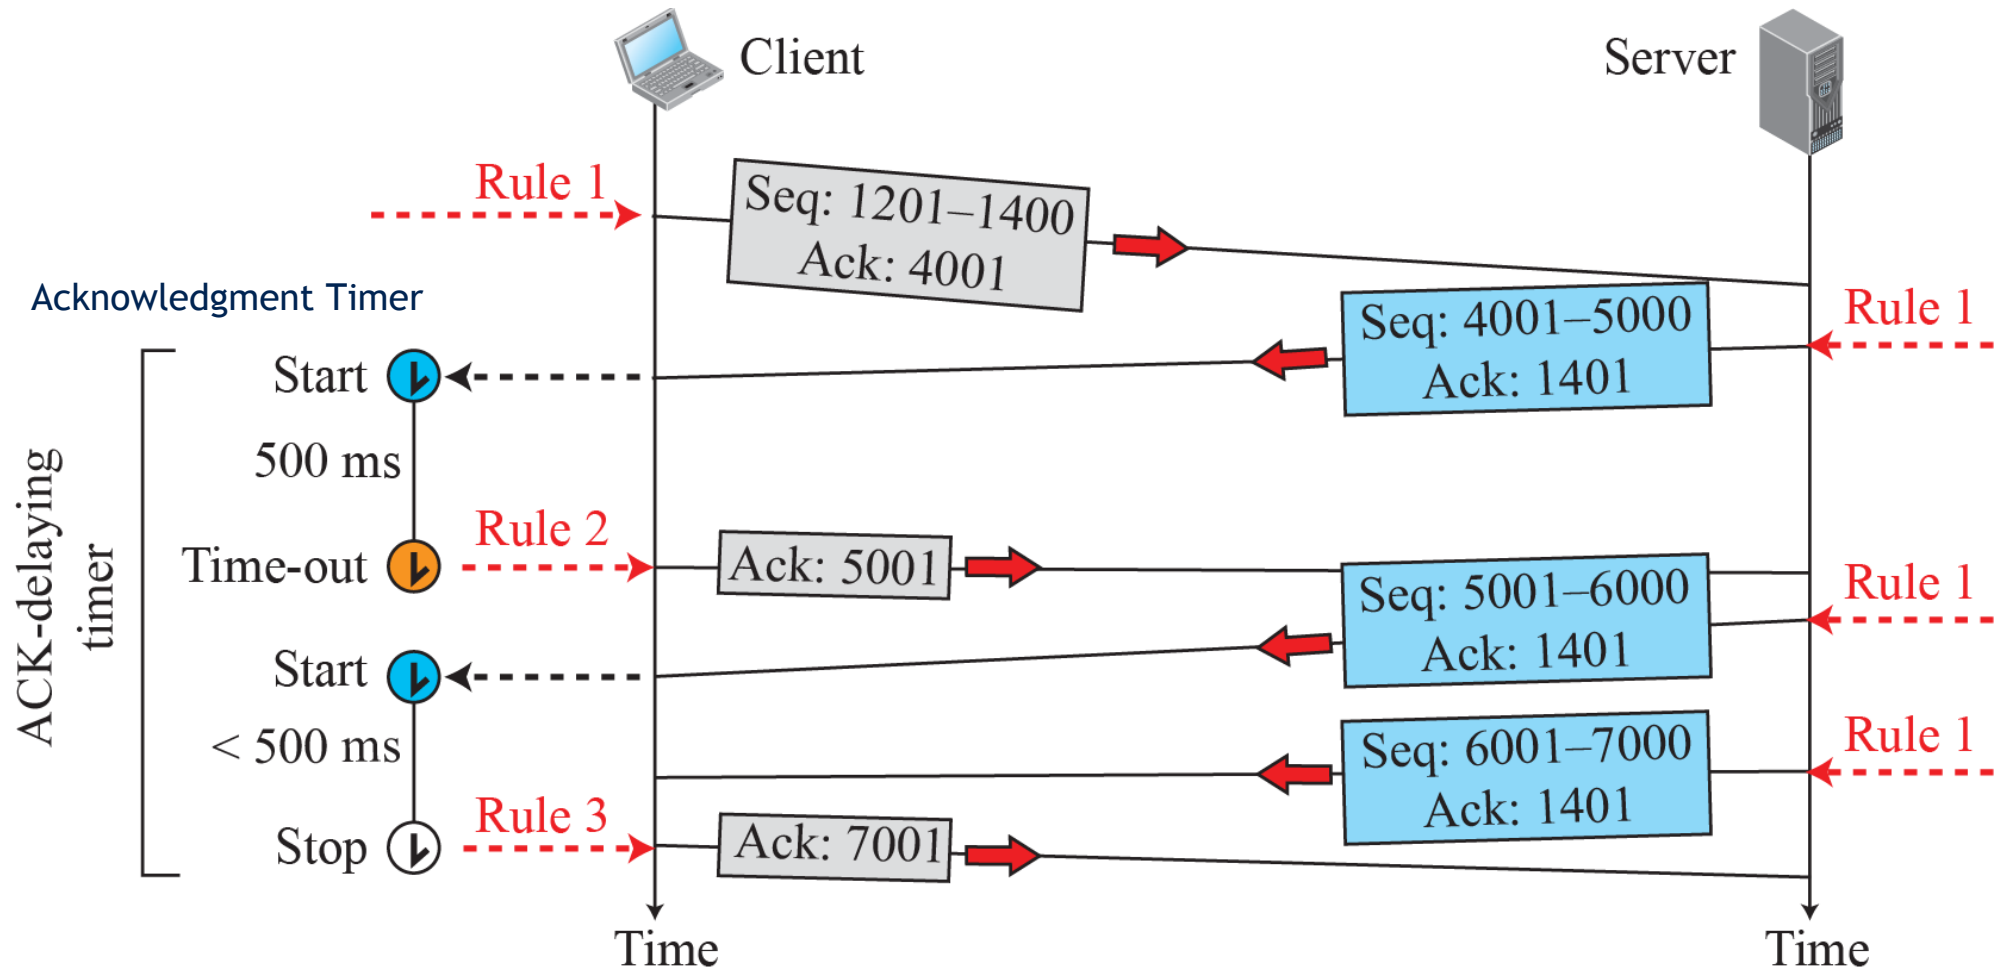 Client
Server
Rule 1
Seq: 1201–1400
Ack: 4001
Acknowledgment Timer
Rule 1
Seq: 4001–5000
Ack: 1401
Start
500 ms
ACK-delaying
timer
Rule 2
Time-out
Ack: 5001
Rule 1
Seq: 5001–6000
Ack: 1401
Start
< 500 ms
Rule 1
Seq: 6001–7000
Ack: 1401
Rule 3
Stop
Ack: 7001
Time
Time